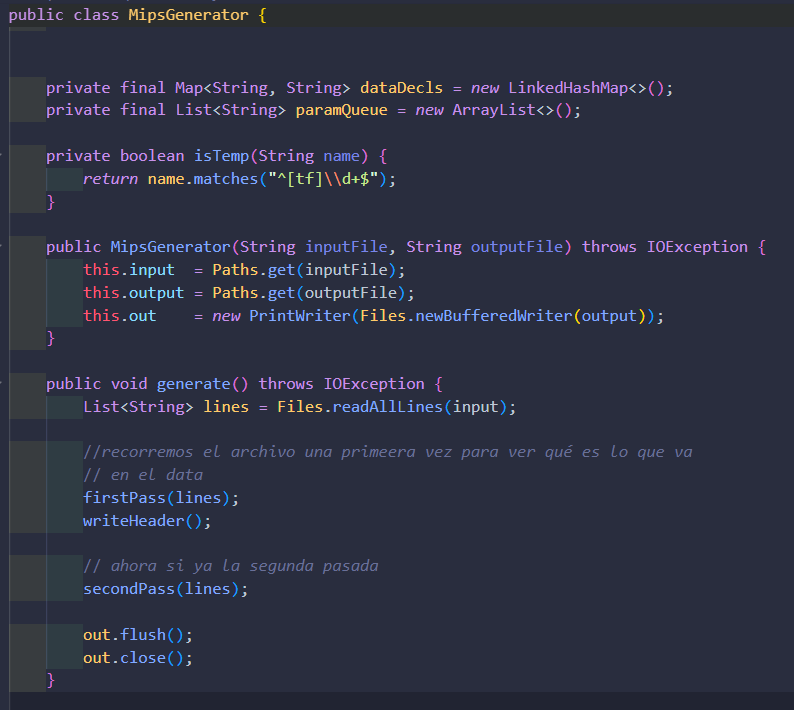 public class MipsGenerator {
private final Map<String, String> dataDecls = new LinkedHashMap<>();
private final List<String> paramQueue = new ArrayList<>();
private boolean isTemp(String name) {
return name.matches("^[tf]\\d+$");
}
public MipsGenerator(String inputFile, String outputFile) throws IOException {
this.input  = Paths.get(inputFile);
this.output = Paths.get(outputFile);
this.out    = new PrintWriter(Files.newBufferedWriter(output));
}
public void generate() throws IOException {
List<String> lines = Files.readAllLines(input);
//recorremos el archivo una primeera vez para ver qué es lo que va
// en el data
firstPass(lines);
writeHeader();
// ahora si ya la segunda pasada
secondPass(lines);
out.flush();
out.close();
}